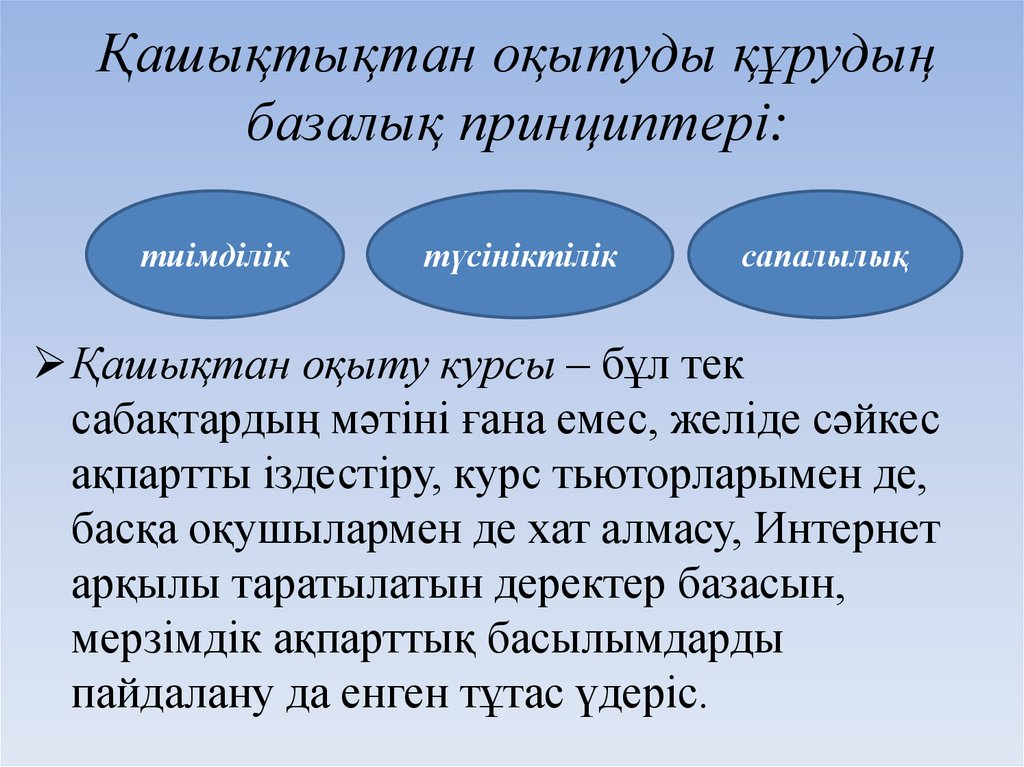 Қашықтықтан оқытуды құрудың
базалық принциптері:
тиімділік
түсініктілік
сапалылық
Қашықтан оқыту курсы – бұл тек
сабақтардың мәтіні ғана емес, желіде сәйкес
ақпартты іздестіру, курс тьюторларымен де,
басқа оқушылармен де хат алмасу, Интернет
арқылы таратылатын деректер базасын,
мерзімдік ақпарттық басылымдарды
пайдалану да енген тұтас үдеріс.